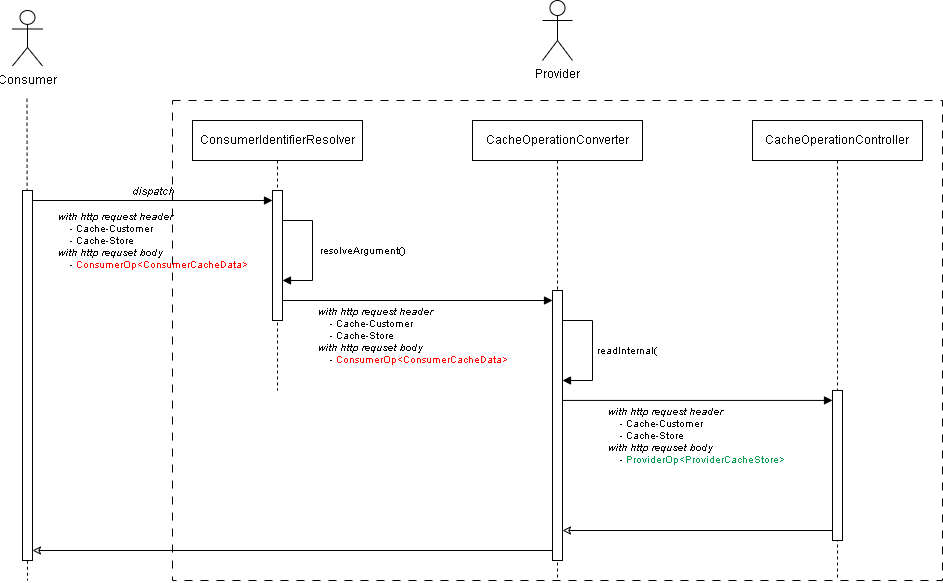 Consumer
Provider
ConsumerIdentifierResolver
CacheOperationConverter
CacheOperationController
dispatch
with http request header
- Cache-Customer
- Cache-Store
with http requset body
- ConsumerOp<ConsumerCacheData>
resolveArgument()
with http request header
- Cache-Customer
- Cache-Store
with http requset body
- ConsumerOp<ConsumerCacheData>
readInternal(
with http request header
- Cache-Customer
- Cache-Store
with http requset body
- ProviderOp<ProviderCacheStore>